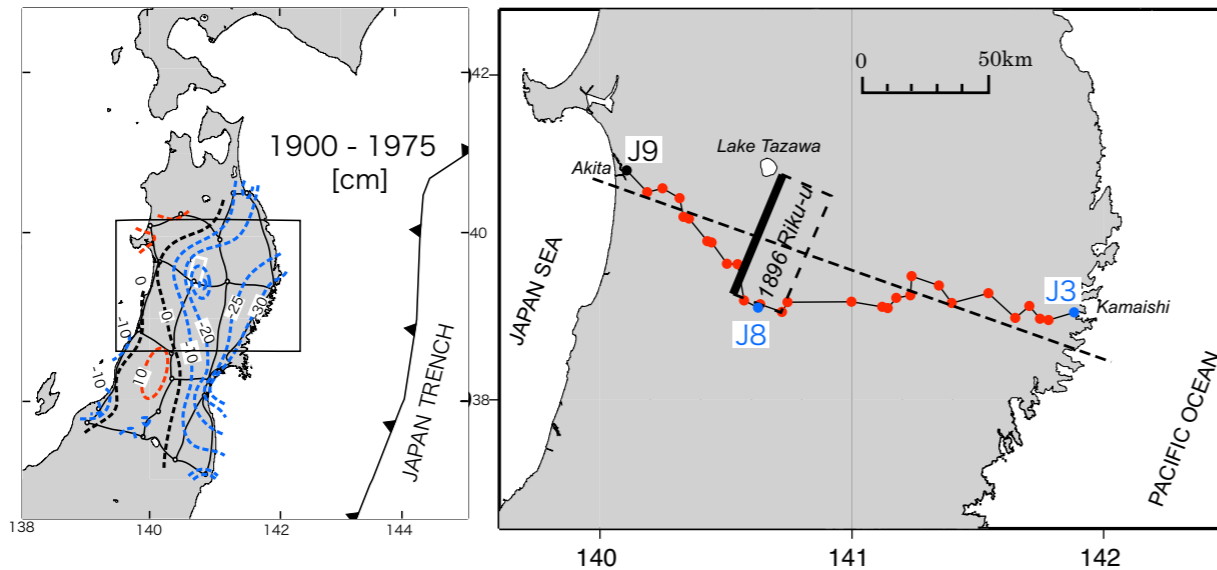 1900 - 1975
[cm]
0
-10
10
-10
-10
-20
-25
-30
JAPAN TRENCH
42
40
38
138
140
142
144
0
50km
J9
Akita
Lake Tazawa
1896 Riku-u
J8
J3
Kamaishi
JAPAN SEA
PACIFIC OCEAN
140
141
142